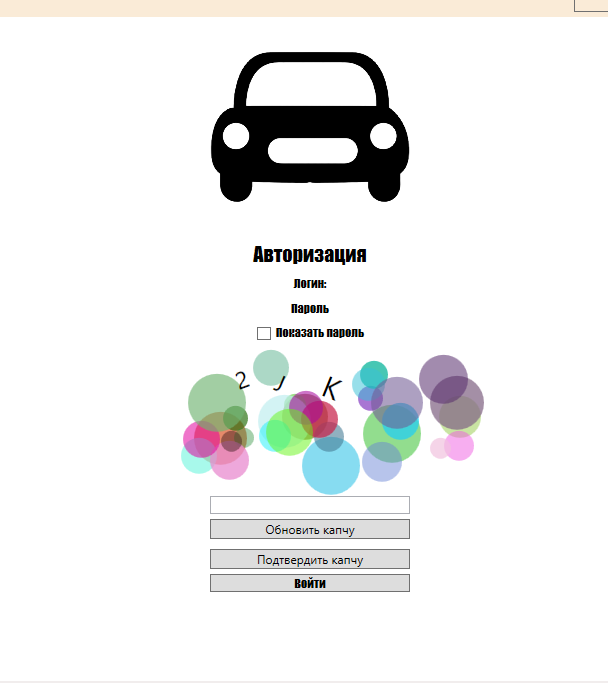 Авторизация
Логин:
Пароль
Показать пароль
2 J K
Обновить капчу
Подтвердить капчу
Войти